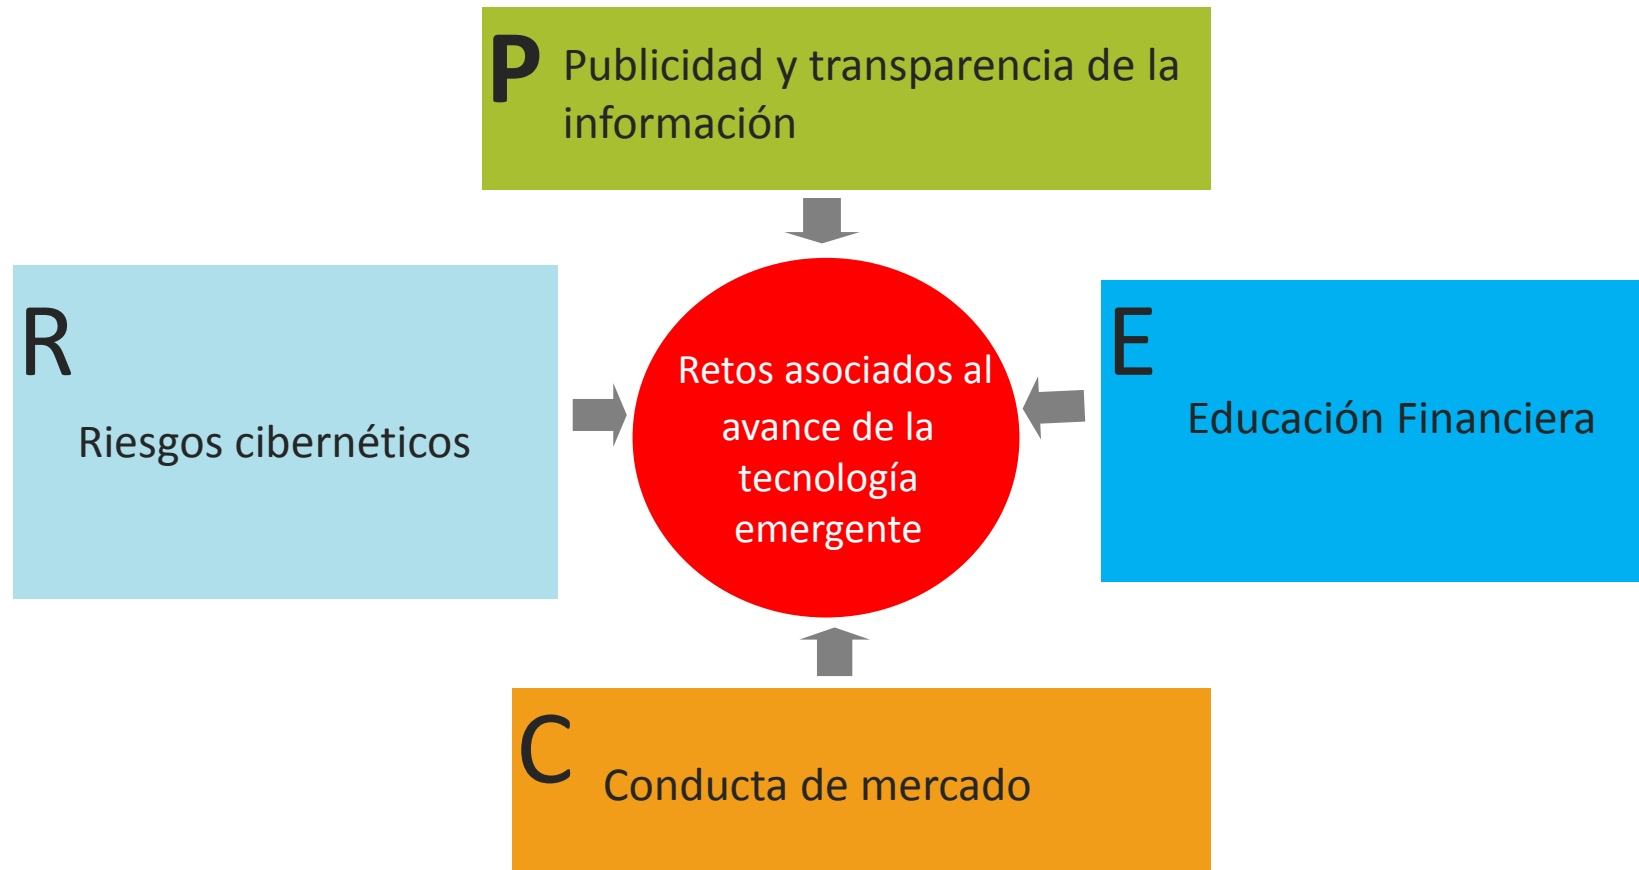 P
Publicidad y transparencia de la
información
R
Riesgos cibernéticos
Retos asociados al
avance de la
tecnología
emergente
E
Educación Financiera
C
Conducta de mercado